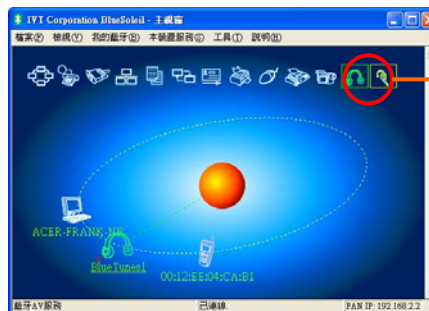 IVT Corporation BlueSoleil - 主視窗
檔案(F) 檢視(V) 我的藍牙(B) 本裝置服務(S) 工具(T) 說明(H)
ACER-FRANK-NB
BlueTunes1
00:12:EE:04:CA:B1
藍牙AV服務 已連線. PAN IP: 192.168.2.2